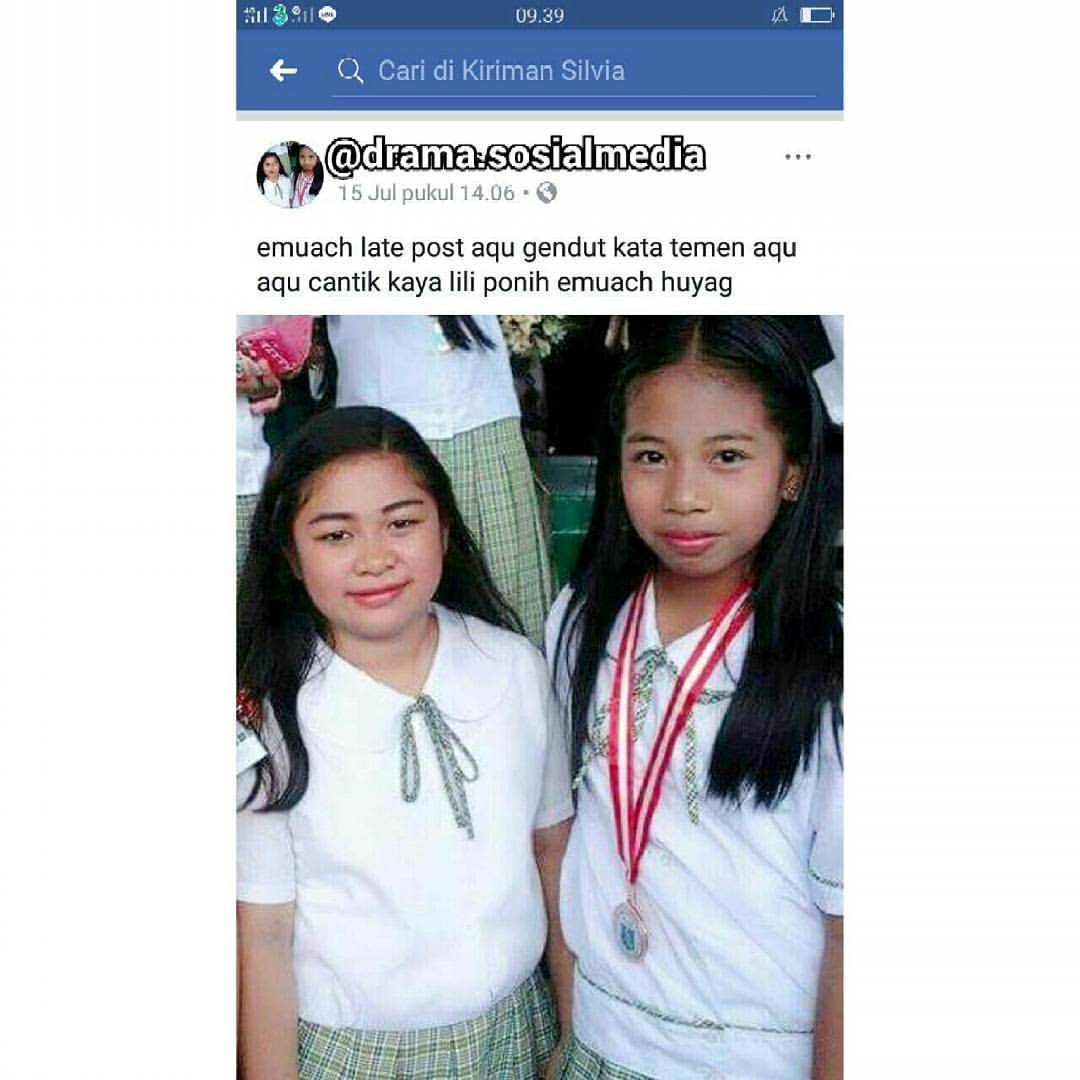 09.39
Cari di Kiriman Silvia
@drama.sosialmedia
15 Jul pukul 14.06
emuach late post aqu gendut kata temen aqu
aqu cantik kaya lili ponih emuach huyag